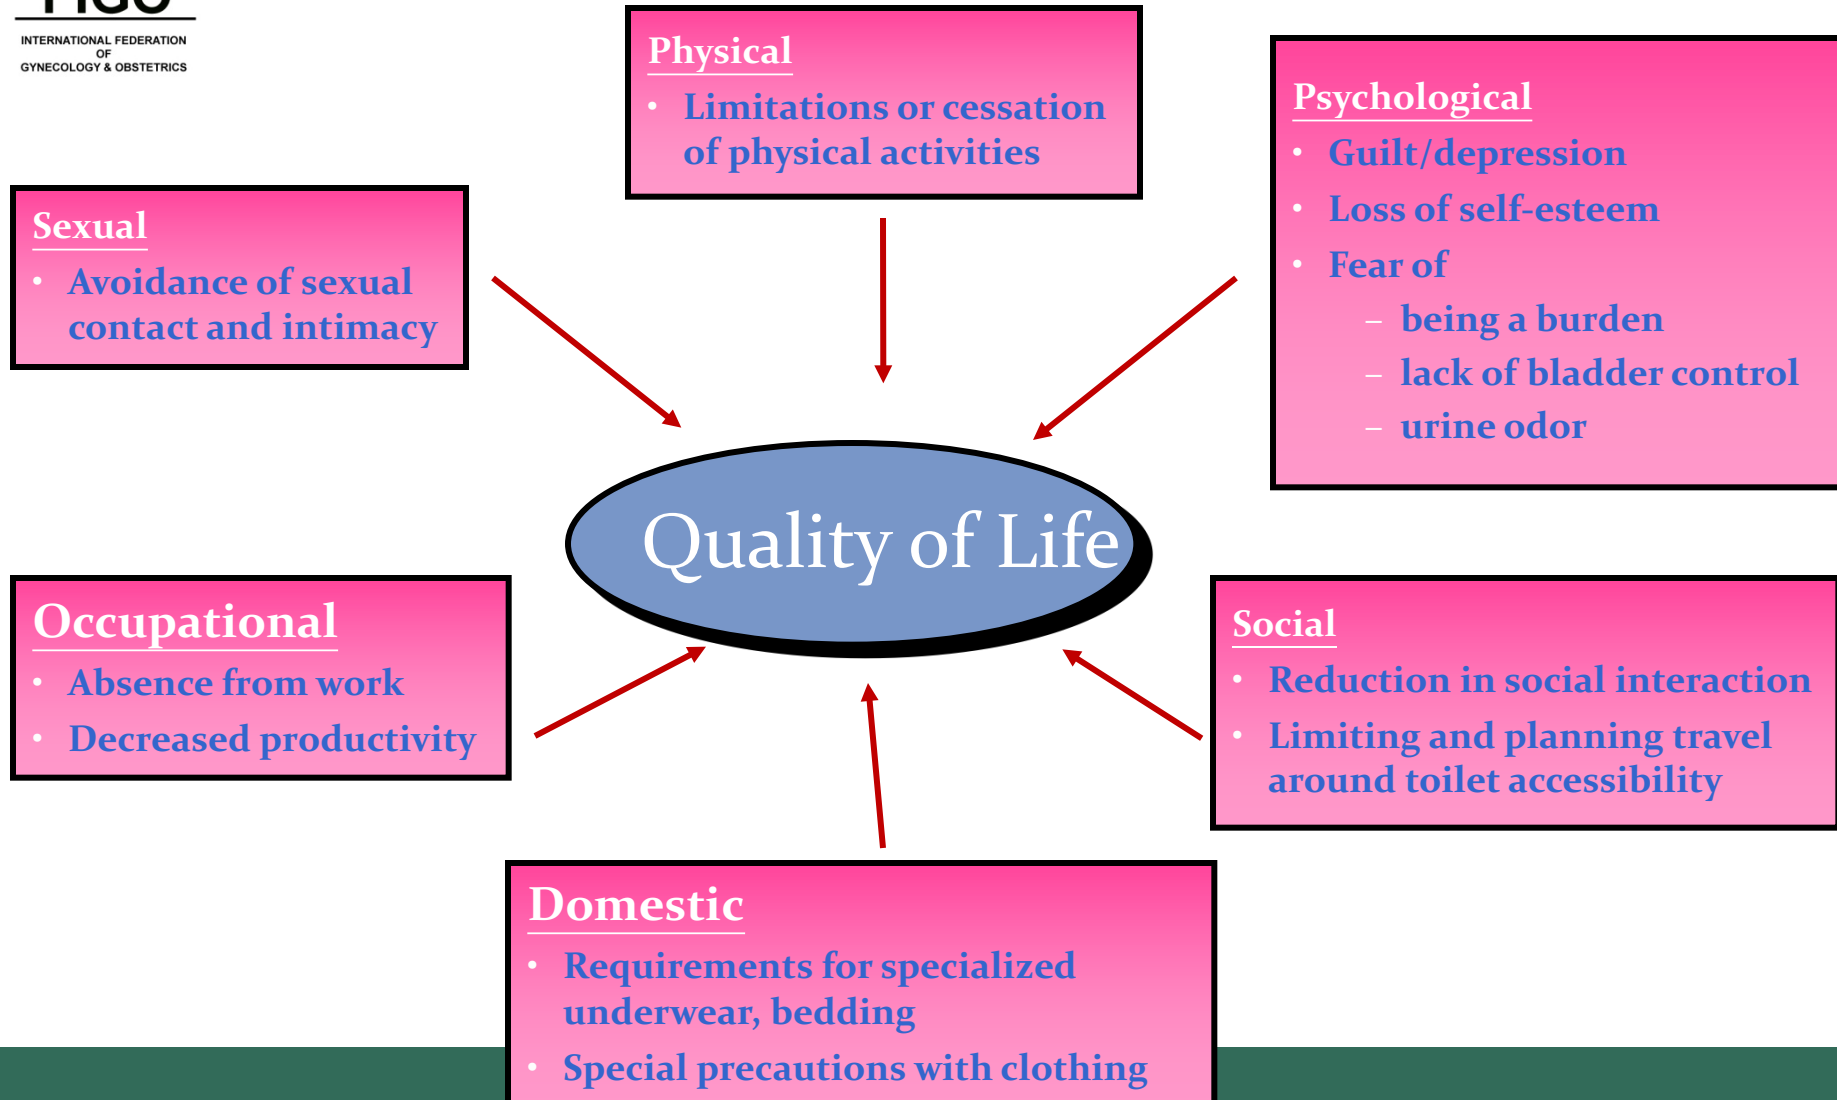 FIGO
INTERNATIONAL FEDERATION
OF
GYNECOLOGY & OBSTETRICS
Physical
• Limitations or cessation
of physical activities
Psychological
• Guilt/depression
• Loss of self-esteem
• Fear of
– being a burden
– lack of bladder control
– urine odor
Sexual
• Avoidance of sexual
contact and intimacy
Quality of Life
Occupational
• Absence from work
• Decreased productivity
Social
• Reduction in social interaction
• Limiting and planning travel
around toilet accessibility
Domestic
• Requirements for specialized
underwear, bedding
• Special precautions with clothing